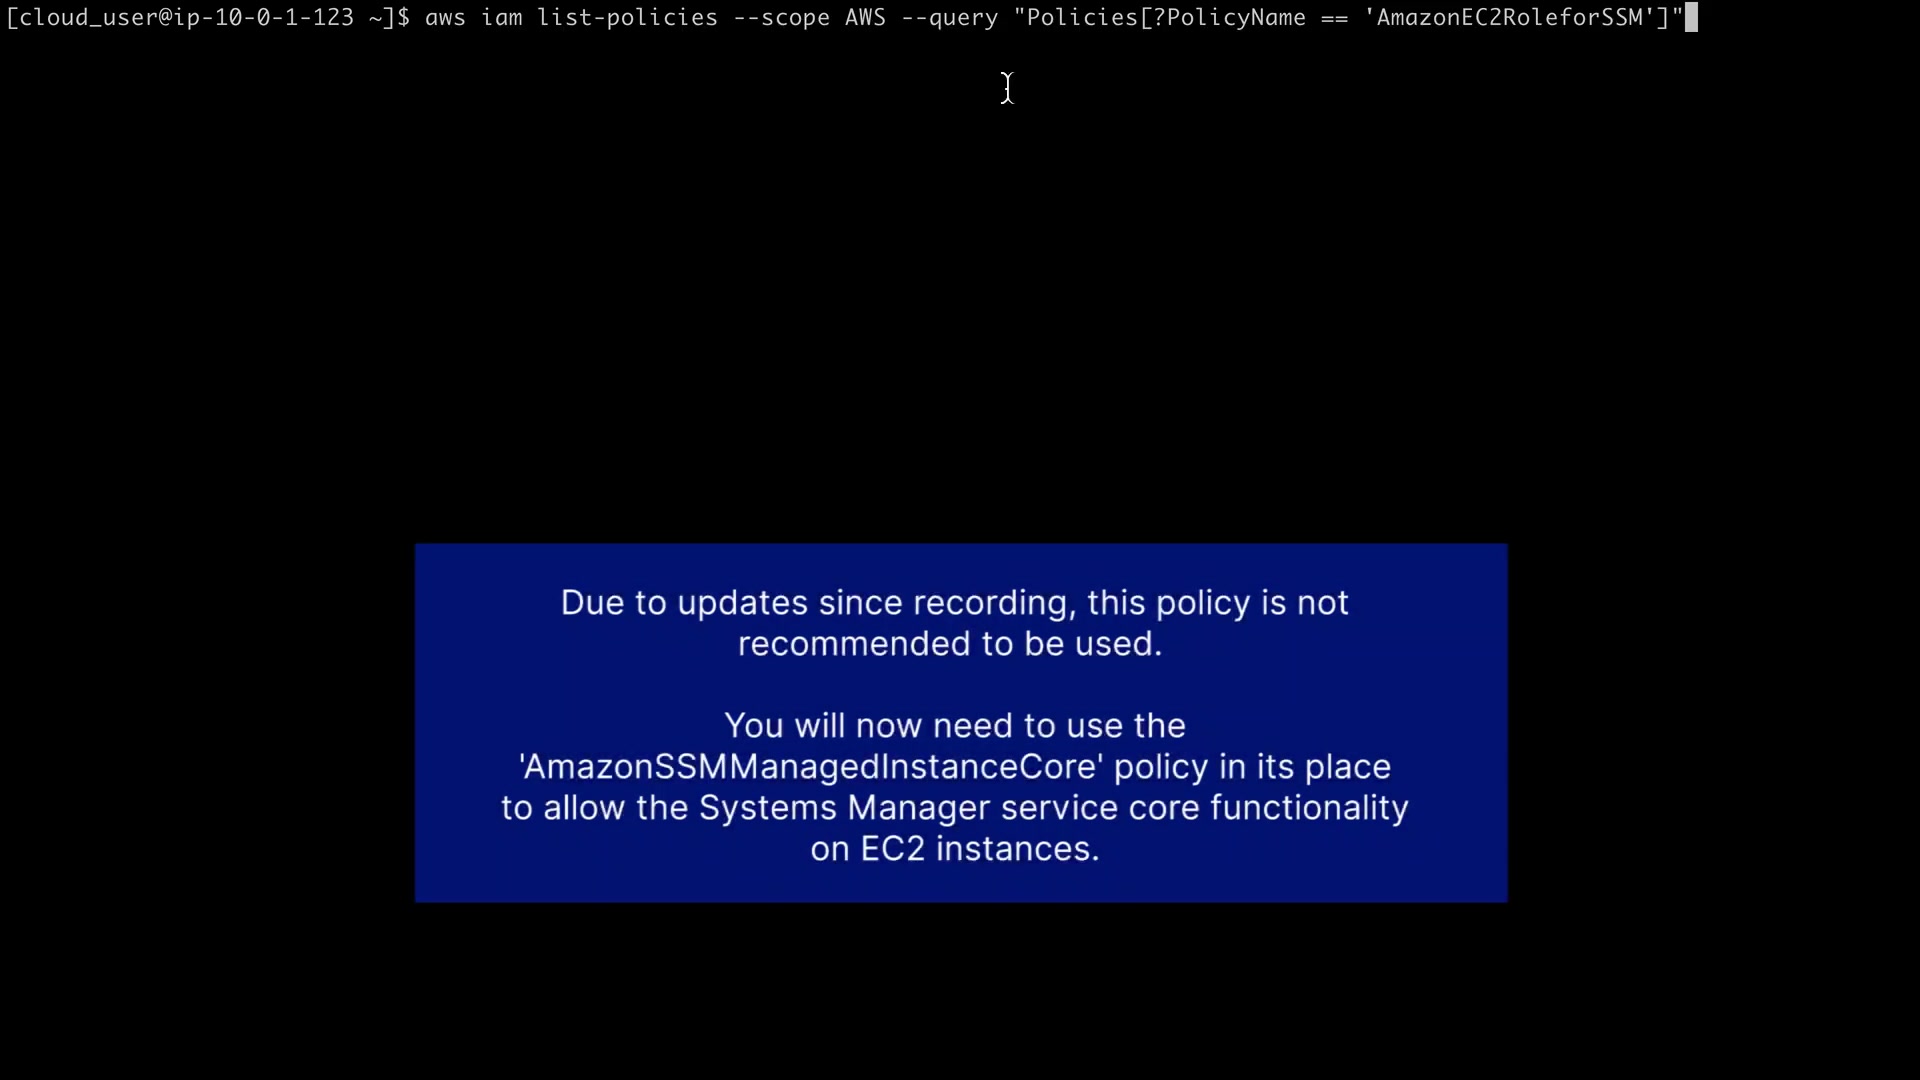 [cloud_user@ip-10-0-1-123 ~]$ aws iam list-policies --scope AWS --query "Policies[?PolicyName == 'AmazonEC2RoleforSSM']"
Due to updates since recording, this policy is not
recommended to be used.
You will now need to use the
'AmazonSSMManagedInstanceCore' policy in its place
to allow the Systems Manager service core functionality
on EC2 instances.